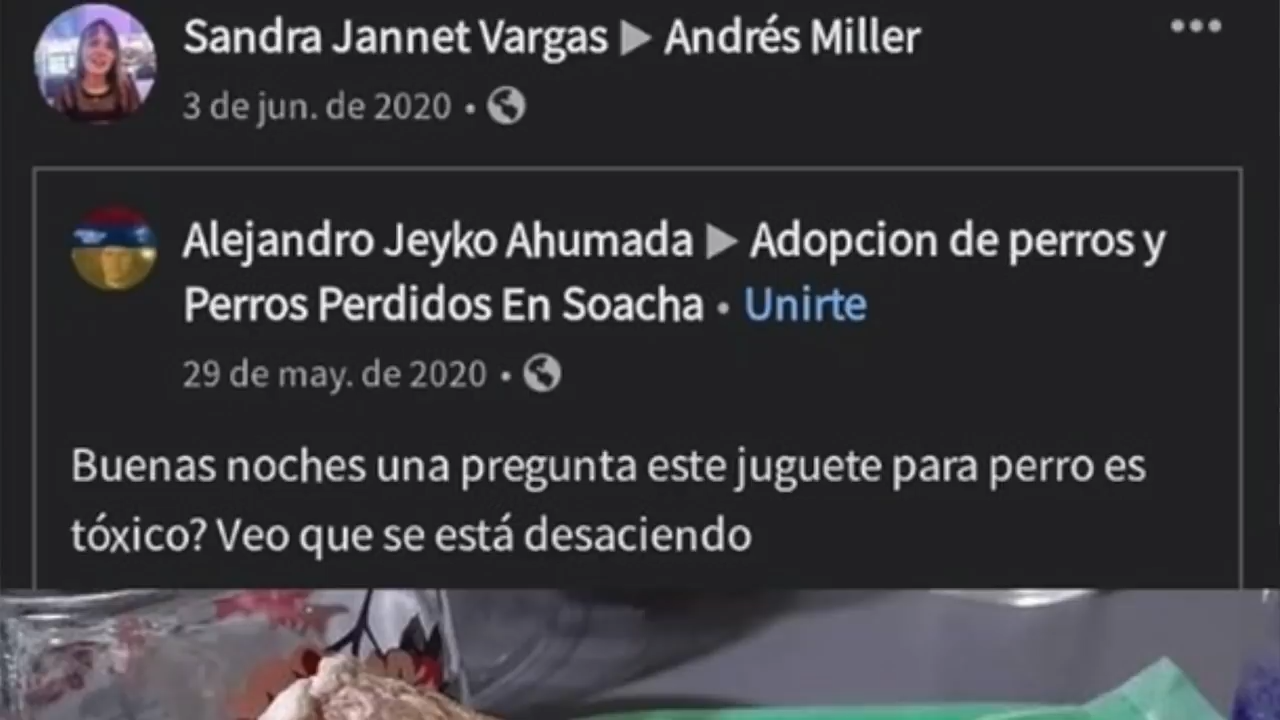 Sandra Jannet Vargas ▶ Andrés Miller
3 de jun. de 2020 •
Alejandro Jeyko Ahumada ▶ Adopcion de perros y
Perros Perdidos En Soacha • Unirte
29 de may. de 2020 •
Buenas noches una pregunta este juguete para perro es
tóxico? Veo que se está desaciendo